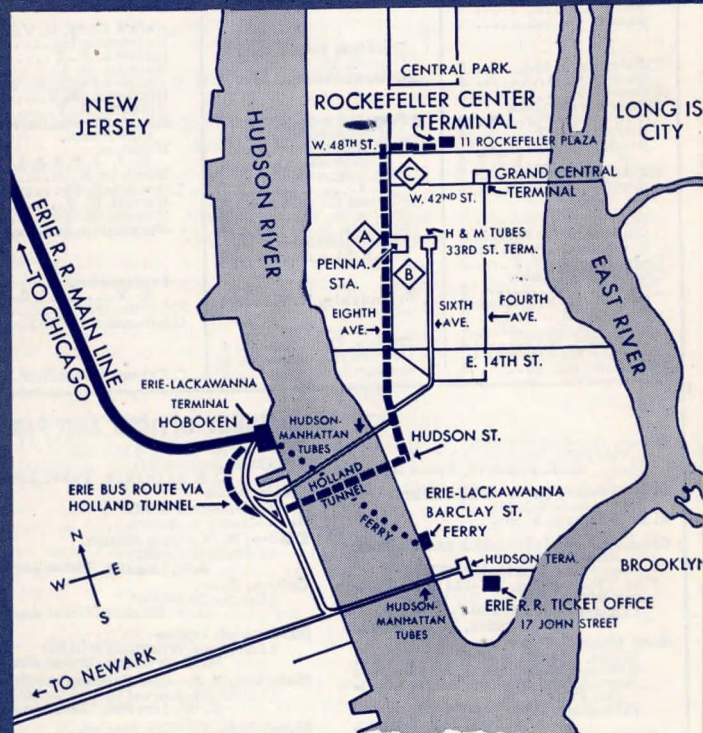 CENTRAL PARK
NEW
JERSEY
HUDSON RIVER
ROCKEFELLER CENTER
TERMINAL
11 ROCKEFELLER PLAZA
W. 48TH ST.
LONG IS
CITY
C
GRAND CENTRAL
TERMINAL
W. 42ND ST.
A
H & M TUBES
33RD ST. TERM.
PENNA.
STA.
B
EIGHTH
AVE.
SIXTH
AVE.
FOURTH
AVE.
EAST RIVER
E. 14TH ST.
ERIE R. R. MAIN LINE
TO CHICAGO
ERIE-LACKAWANNA
TERMINAL
HOBOKEN
HUDSON-
MANHATTAN
TUBES
HUDSON ST.
HOLLAND
TUNNEL
FERRY
ERIE BUS ROUTE VIA
HOLLAND TUNNEL
ERIE-LACKAWANNA
BARCLAY ST.
FERRY
HUDSON TERM.
BROOKLYN
N
W E
S
HUDSON-
MANHATTAN
TUBES
ERIE R. R. TICKET OFFICE
17 JOHN STREET
TO NEWARK